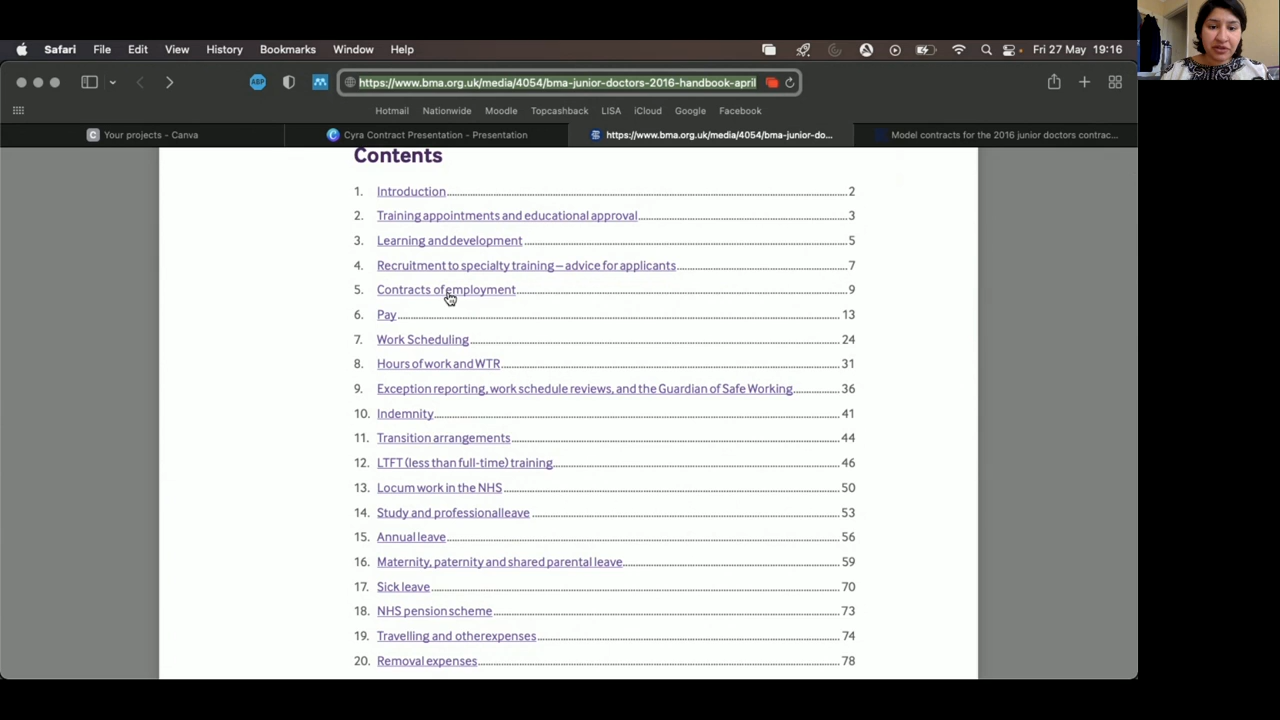 Safari File Edit View History Bookmarks Window Help Fri 27 May 19:16
ABP https://www.bma.org.uk/media/4054/bma-junior-doctors-2016-handbook-april
Hotmail Nationwide Moodle Topcashback LISA iCloud Google Facebook
C Your projects - Canva Cyra Contract Presentation - Presentation https://www.bma.org.uk/media/4054/bma-junior-do... Model contracts for the 2016 junior doctors contrac...
Contents
1. Introduction 2
2. Training appointments and educational approval 3
3. Learning and development 5
4. Recruitment to specialty training – advice for applicants 7
5. Contracts of employment 9
6. Pay 13
7. Work Scheduling 24
8. Hours of work and WTR 31
9. Exception reporting, work schedule reviews, and the Guardian of Safe Working 36
10. Indemnity 41
11. Transition arrangements 44
12. LTFT (less than full-time) training 46
13. Locum work in the NHS 50
14. Study and professionalleave 53
15. Annual leave 56
16. Maternity, paternity and shared parental leave 59
17. Sick leave 70
18. NHS pension scheme 73
19. Travelling and otherexpenses 74
20. Removal expenses 78